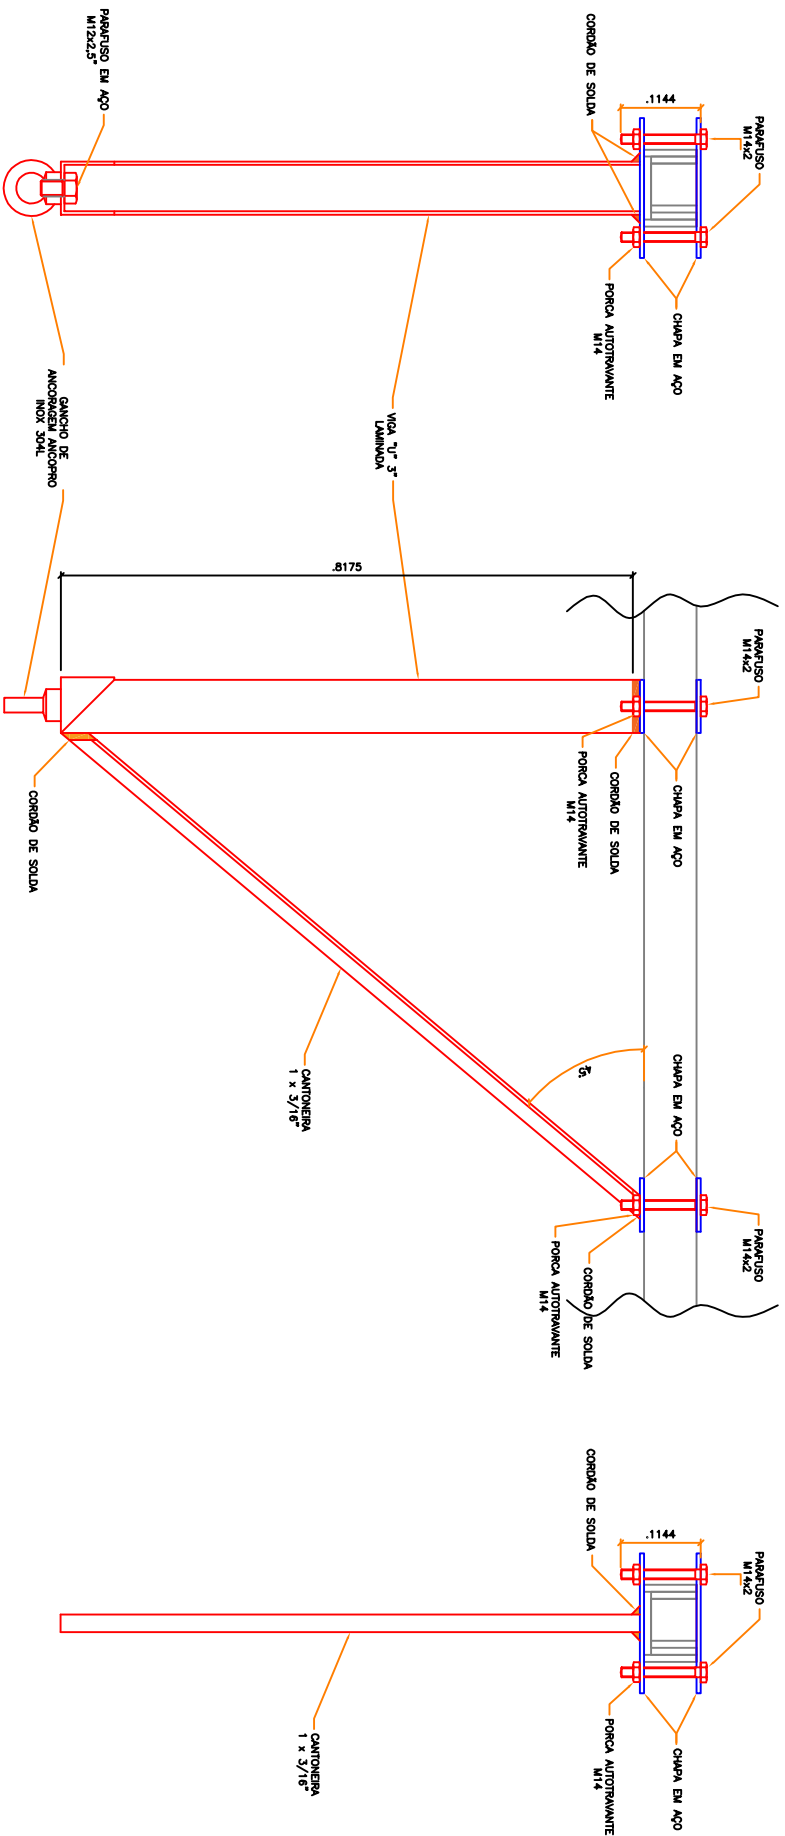 PARAFUSO EM AÇO
M12x2,5"
CORDÃO DE SOLDA
.1144
PARAFUSO
M14x2
PORCA AUTOTRAVANTE
M14
CHAPA EM AÇO
GANCHO DE
ANCORAGEM ANCOPRO
INOX 304L
VIGA "U" 3"
LAMINADA
.8175
PARAFUSO
M14x2
CHAPA EM AÇO
CORDÃO DE SOLDA
PORCA AUTOTRAVANTE
M14
CORDÃO DE SOLDA
CANTONEIRA
1 x 3/16"
CHAPA EM AÇO
PARAFUSO
M14x2
CORDÃO DE SOLDA
PORCA AUTOTRAVANTE
M14
CORDÃO DE SOLDA
.1144
PARAFUSO
M14x2
PORCA AUTOTRAVANTE
M14
CHAPA EM AÇO
CANTONEIRA
1 x 3/16"